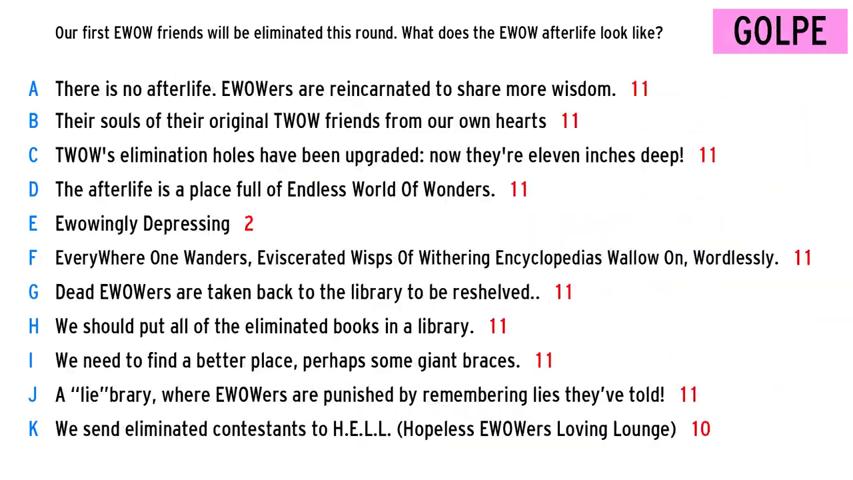 Our first EWOW friends will be eliminated this round. What does the EWOW afterlife look like?
GOLPE
A There is no afterlife. EWOWers are reincarnated to share more wisdom. 11
B Their souls of their original TWOW friends from our own hearts 11
C TWOW's elimination holes have been upgraded: now they're eleven inches deep! 11
D The afterlife is a place full of Endless World Of Wonders. 11
E Ewowingly Depressing 2
F EveryWhere One Wanders, Eviscerated Wisps Of Withering Encyclopedias Wallow On, Wordlessly. 11
G Dead EWOWers are taken back to the library to be reshelved.. 11
H We should put all of the eliminated books in a library. 11
I We need to find a better place, perhaps some giant braces. 11
J A “lie”brary, where EWOWers are punished by remembering lies they've told! 11
K We send eliminated contestants to H.E.L.L. (Hopeless EWOWers Loving Lounge) 10